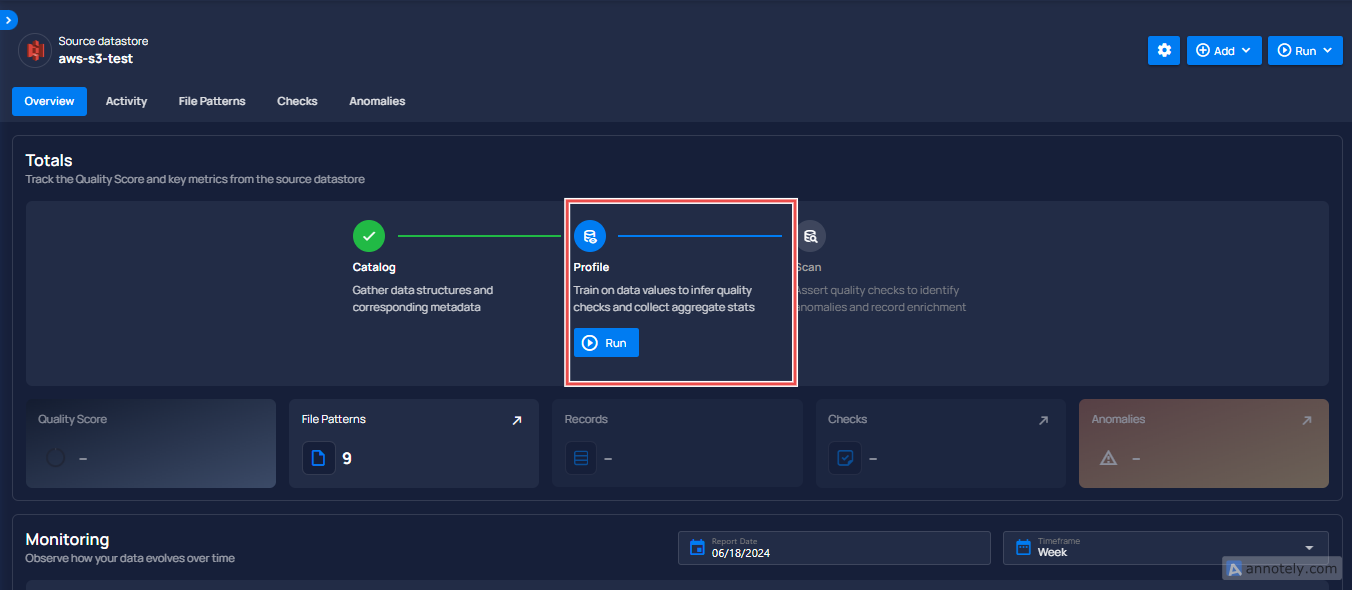 Source datastore
aws-s3-test
Add
Run
Overview
Activity
File Patterns
Checks
Anomalies
Totals
Track the Quality Score and key metrics from the source datastore
Catalog
Gather data structures and
corresponding metadata
Profile
Train on data values to infer quality
checks and collect aggregate stats
Run
Scan
Assert quality checks to identify
anomalies and record enrichment
Quality Score
–
File Patterns
9
Records
–
Checks
–
Anomalies
–
Monitoring
Observe how your data evolves over time
Report Date
06/18/2024
Timeframe
Week
annotely.com